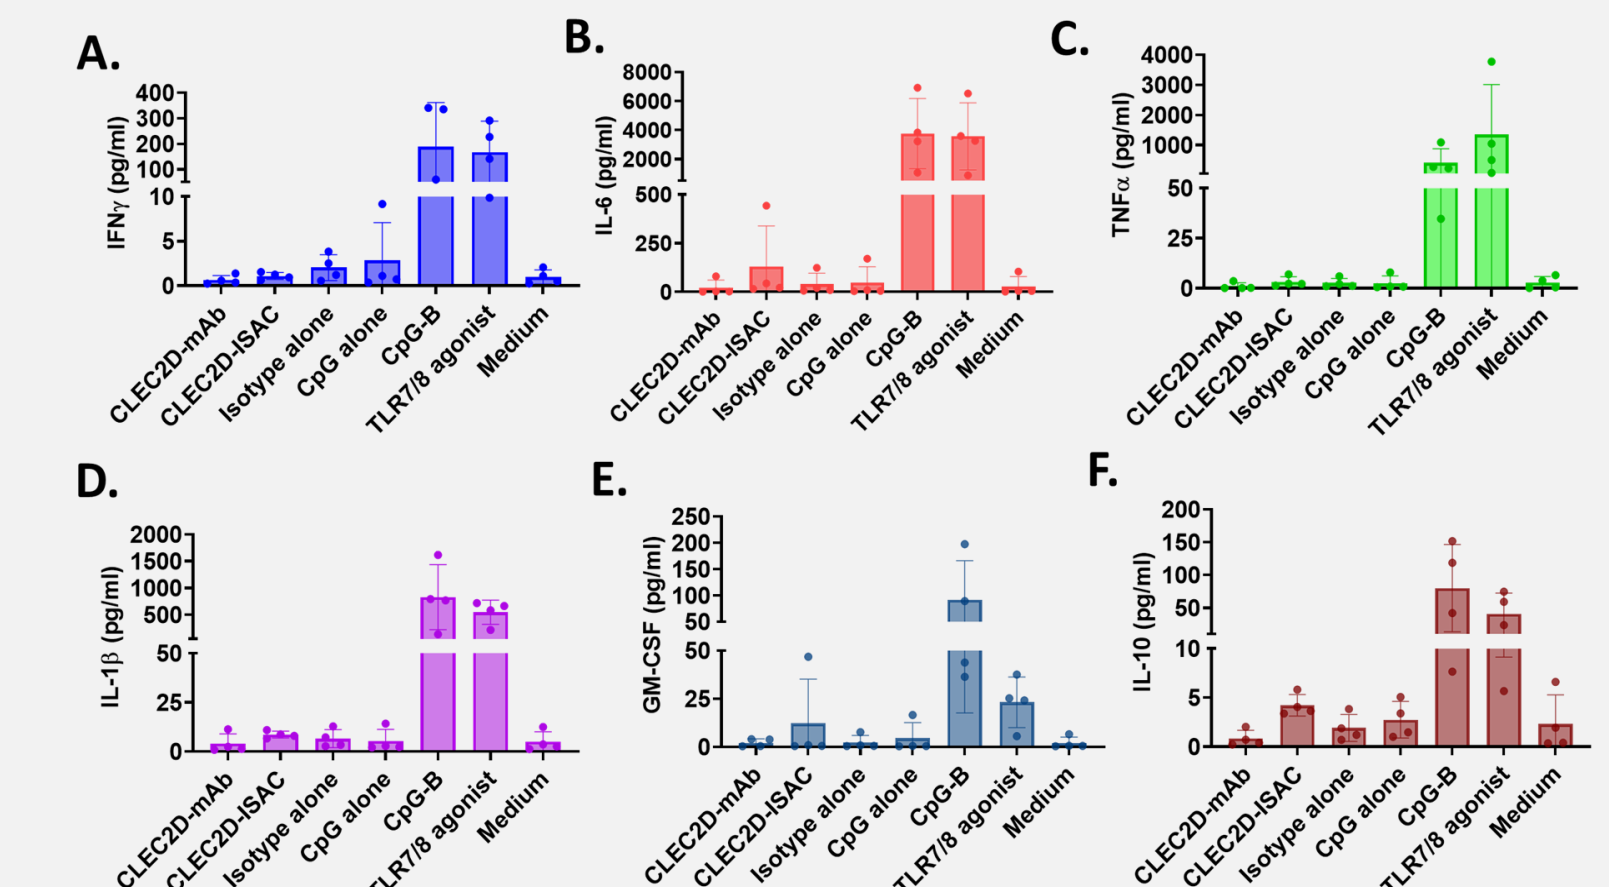 A.
IFNγ (pg/ml)
400
300
200
100
10
5
0
CLEC2D-mAb
CLEC2D-ISAC
Isotype alone
CpG alone
CpG-B
TLR7/8 agonist
Medium
B.
IL-6 (pg/ml)
8000
6000
4000
2000
500
250
0
CLEC2D-mAb
CLEC2D-ISAC
Isotype alone
CpG alone
CpG-B
TLR7/8 agonist
Medium
C.
TNFα (pg/ml)
4000
3000
2000
1000
50
25
0
CLEC2D-mAb
CLEC2D-ISAC
Isotype alone
CpG alone
CpG-B
TLR7/8 agonist
Medium
D.
IL-1β (pg/ml)
2000
1500
1000
500
50
25
0
CLEC2D-mAb
CLEC2D-ISAC
Isotype alone
CpG alone
CpG-B
TLR7/8 agonist
Medium
E.
GM-CSF (pg/ml)
250
200
150
100
50
50
25
0
CLEC2D-mAb
CLEC2D-ISAC
Isotype alone
CpG alone
CpG-B
TLR7/8 agonist
Medium
F.
IL-10 (pg/ml)
200
150
100
50
10
5
0
CLEC2D-mAb
CLEC2D-ISAC
Isotype alone
CpG alone
CpG-B
TLR7/8 agonist
Medium